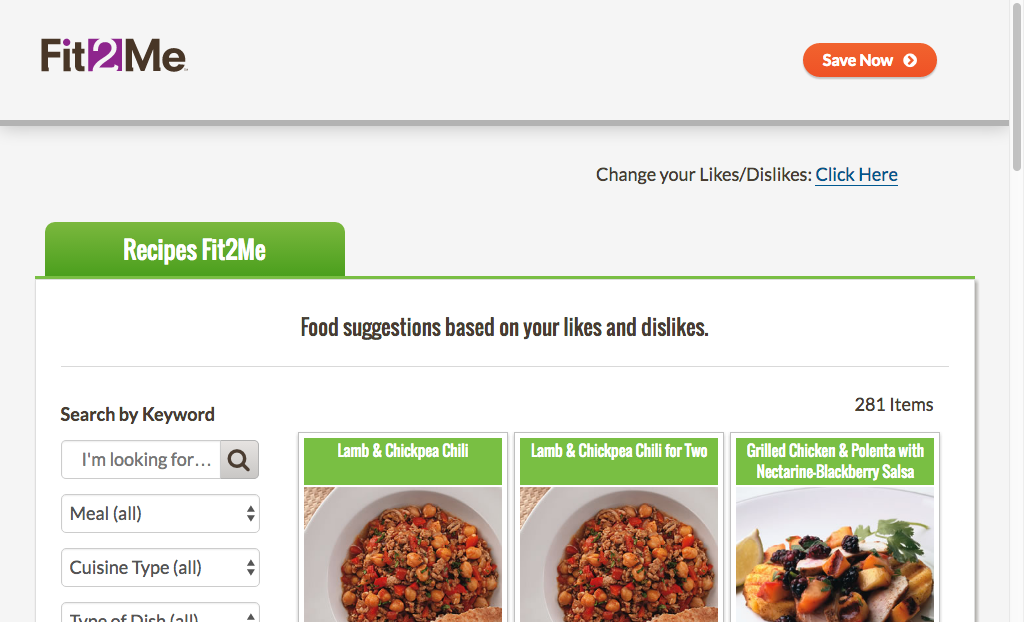 Fit2Me
Save Now
Change your Likes/Dislikes: Click Here
Recipes Fit2Me
Food suggestions based on your likes and dislikes.
Search by Keyword
281 Items
I'm looking for…
Meal (all)
Cuisine Type (all)
Type of Dish (all)
Lamb & Chickpea Chili
Lamb & Chickpea Chili for Two
Grilled Chicken & Polenta with
Nectarine-Blackberry Salsa